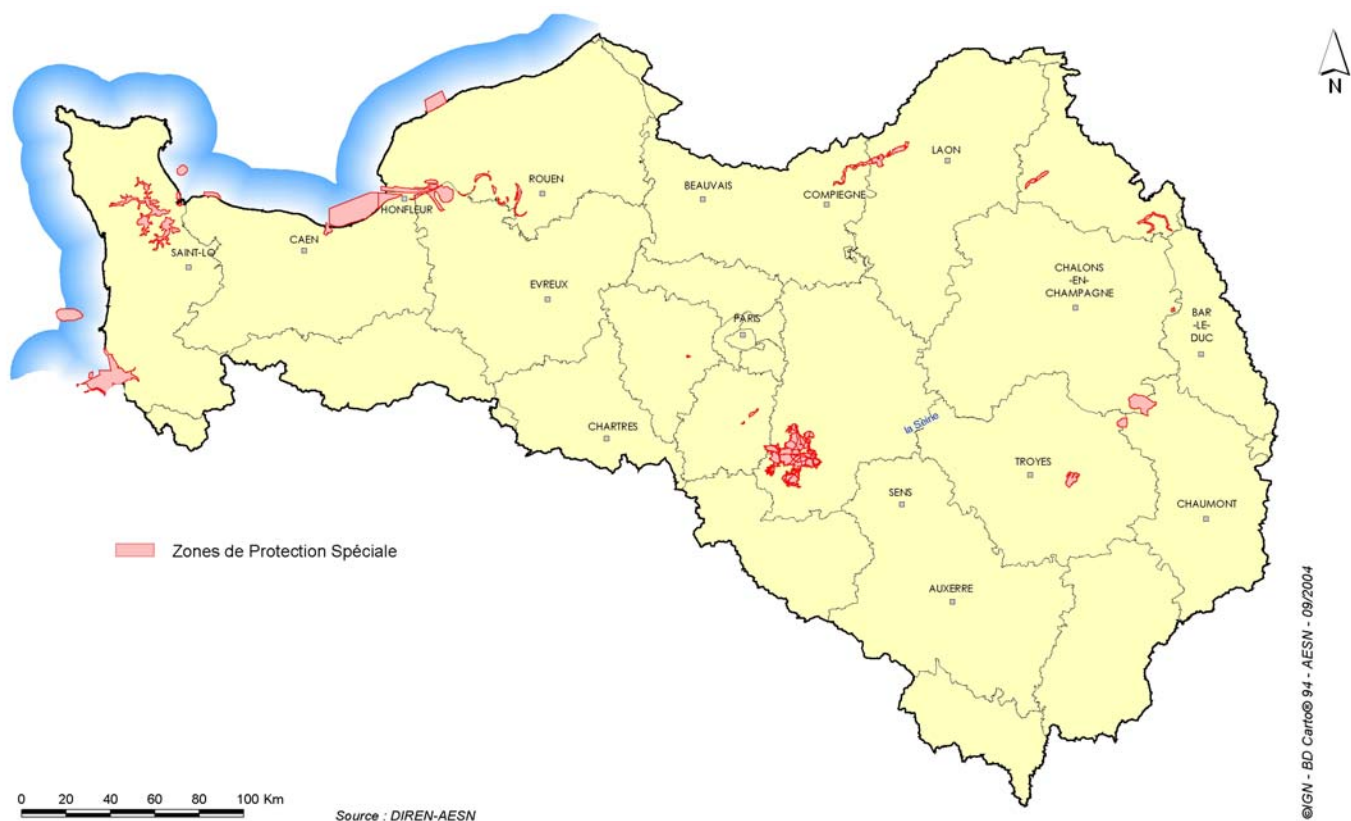 N
LAON
ROUEN
BEAUVAIS
COMPIEGNE
HONFLEUR
CAEN
SAINT-LO
EVREUX
CHALONS
-EN-
CHAMPAGNE
PARIS
BAR
-LE-
DUC
la Seine
CHARTRES
TROYES
SENS
CHAUMONT
Zones de Protection Spéciale
AUXERRE
0 20 40 60 80 100 Km
Source : DIREN-AESN
©IGN - BD Carto® 94 - AESN - 09/2004